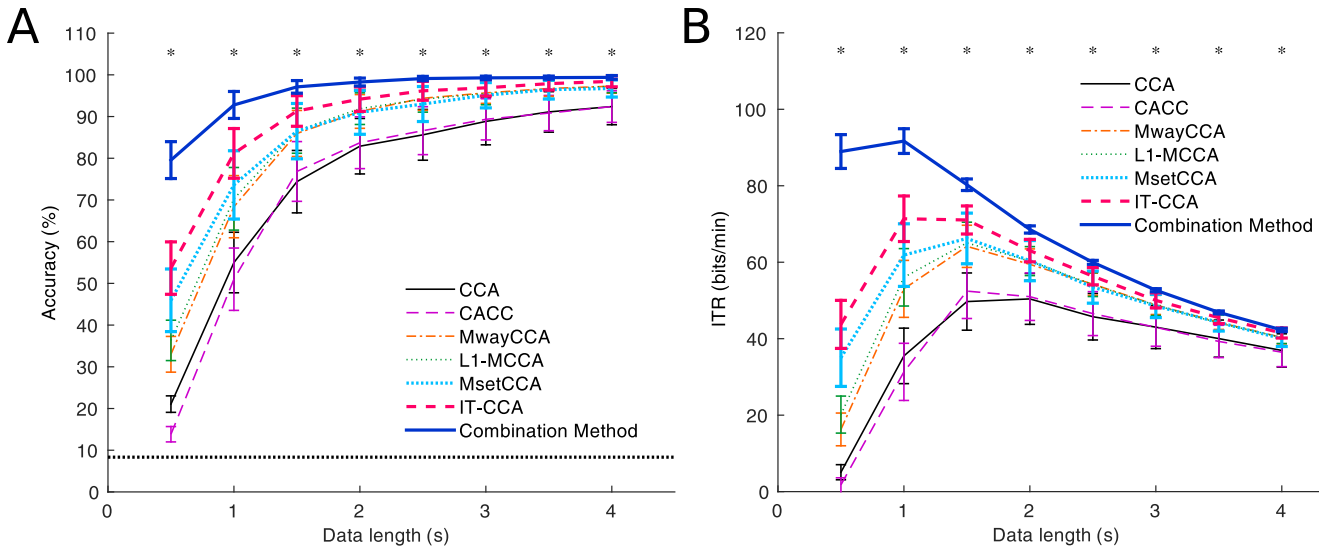 A
110
100
90
80
70
60
50
40
30
20
10
0
Accuracy (%)
* * * * * * * *
CCA
CACC
MwayCCA
L1-MCCA
MsetCCA
IT-CCA
Combination Method
0 1 2 3 4
Data length (s)
B
120
100
80
60
40
20
0
ITR (bits/min)
* * * * * * * *
CCA
CACC
MwayCCA
L1-MCCA
MsetCCA
IT-CCA
Combination Method
0 1 2 3 4
Data length (s)